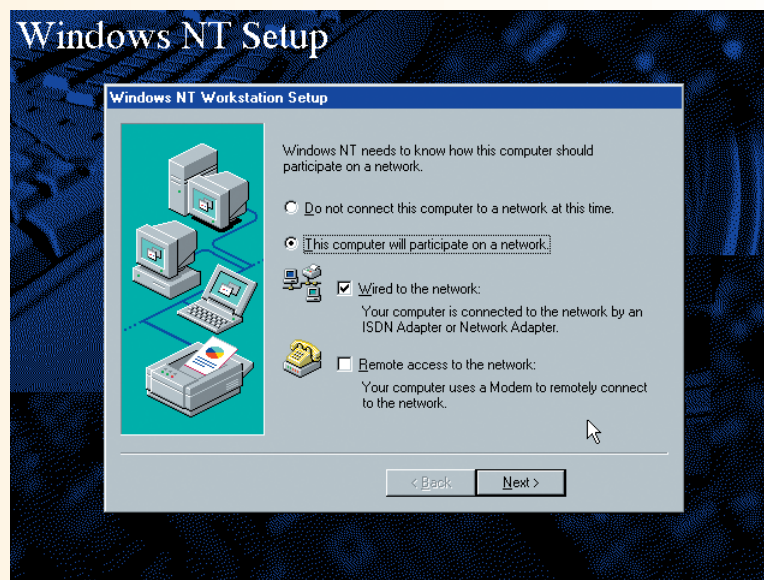 Windows NT Setup
Windows NT Workstation Setup
Windows NT needs to know how this computer should
participate on a network.
Do not connect this computer to a network at this time.
This computer will participate on a network.
Wired to the network:
Your computer is connected to the network by an
ISDN Adapter or Network Adapter.
Remote access to the network:
Your computer uses a Modem to remotely connect
to the network.
< Back
Next >